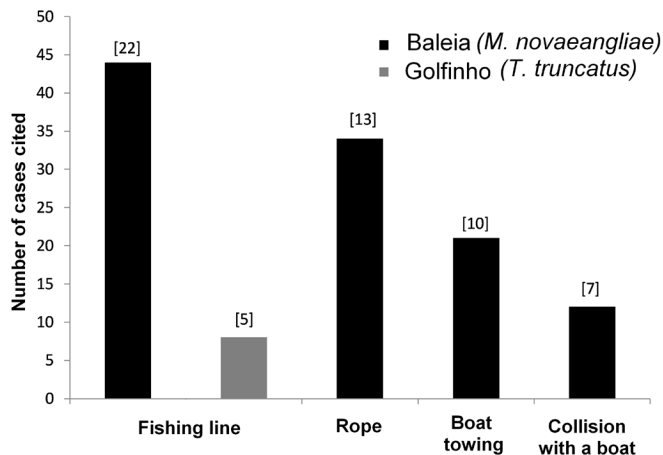 Number of cases cited
50
45
40
35
30
25
20
15
10
5
0
[22]
[5]
[13]
[10]
[7]
Baleia (M. novaeangliae)
Golfinho (T. truncatus)
Fishing line
Rope
Boat
towing
Collision
with a boat